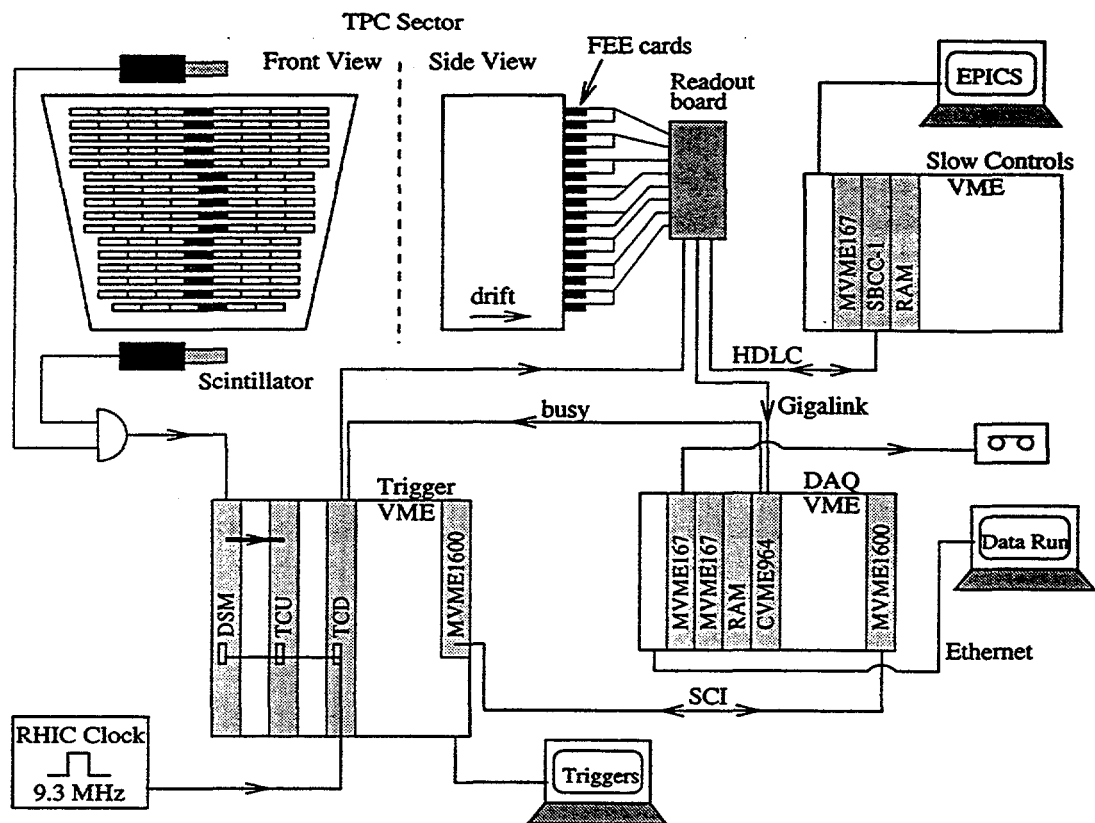 TPC Sector
Front View
Side View
FEE cards
Readout
board
EPICS
Slow Controls
VME
MVME167
SBCC-1
RAM
drift
HDLC
Scintillator
Gigalink
busy
Trigger
VME
DSM
TCU
TCD
MVME1600
DAQ
VME
MVME167
MVME167
RAM
CVME964
MVME1600
Data Run
Ethernet
SCI
RHIC Clock
9.3 MHz
Triggers